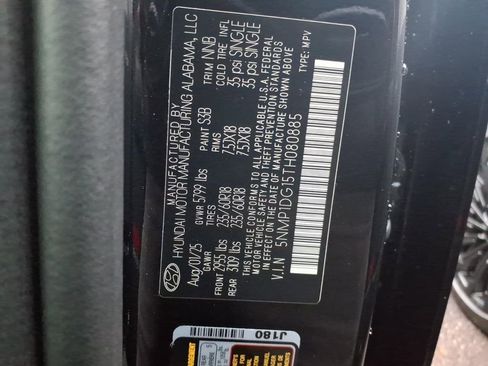 MANUFACTURED BY
HYUNDAI MOTOR MANUFACTURING ALABAMA, LLC
Aug/01/25 GVWR 5799 lbs PAINT S3B TRIM NNB
GAWR TIRES RIMS COLD TIRE INFL.
FRONT 2955 lbs 235/60R18 7.5JX18 35 psi SINGLE
REAR 3109 lbs 235/60R18 7.5JX18 35 psi SINGLE
THIS VEHICLE CONFORMS TO ALL APPLICABLE U.S.A. FEDERAL
MOTOR VEHICLE SAFETY AND THEFT PREVENTION STANDARDS
IN EFFECT ON THE DATE OF MANUFACTURE SHOWN ABOVE
V.I.N 5NMP1DG15TH080885 TYPE: MPV
J180